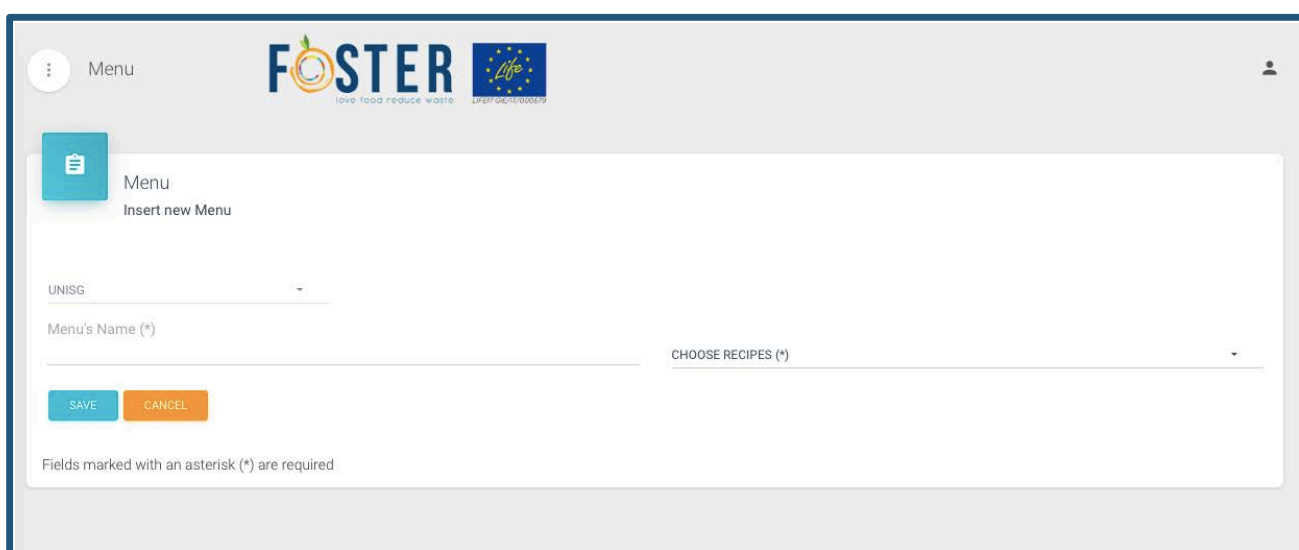 Menu
FOSTER
love food reduce waste
Life
Menu
Insert new Menu
UNISG
Menu's Name (*)
CHOOSE RECIPES (*)
SAVE
CANCEL
Fields marked with an asterisk (*) are required